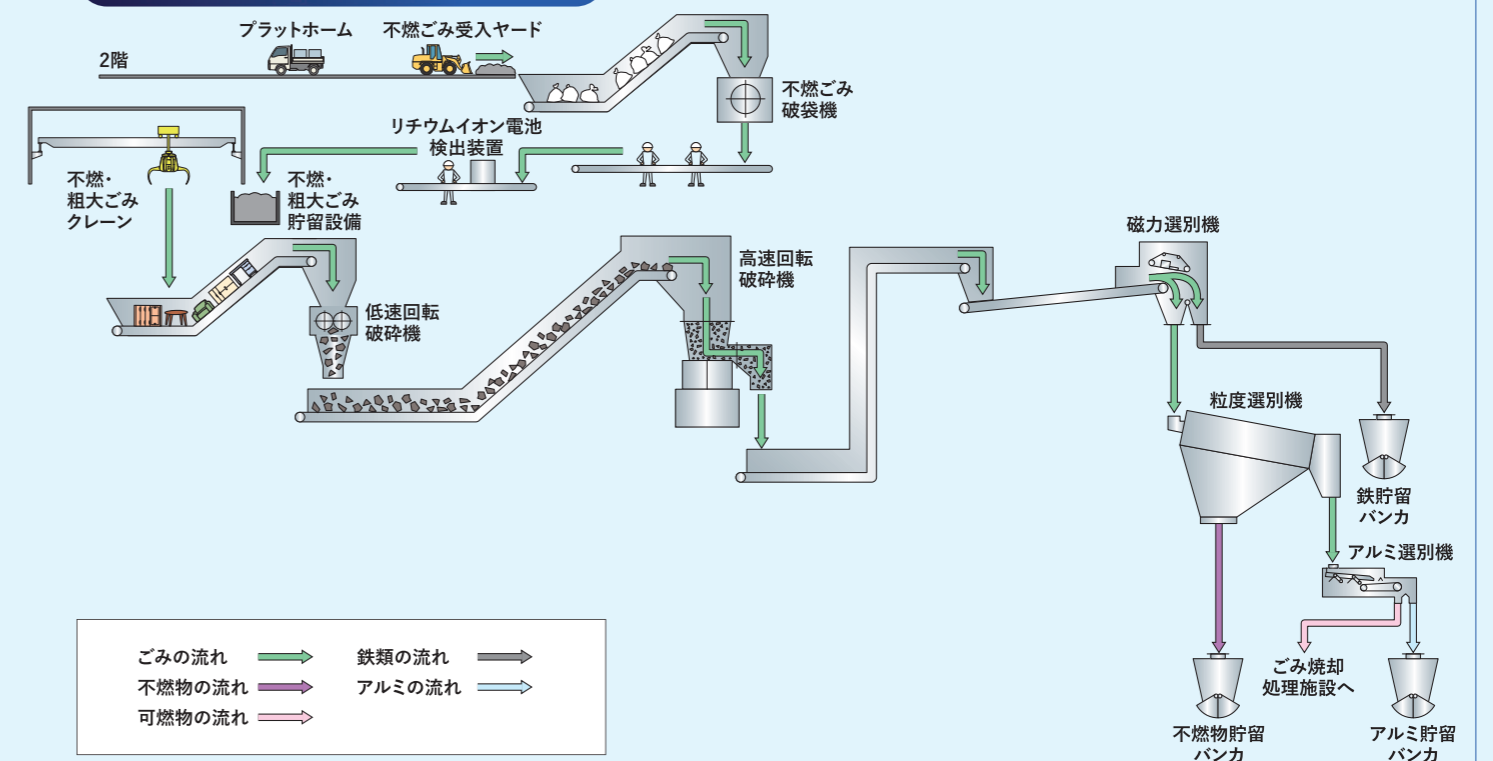 プラットホーム
不燃ごみ受入ヤード
2階
不燃ごみ
破袋機
リチウムイオン電池
検出装置
不燃・
粗大ごみ
クレーン
不燃・
粗大ごみ
貯留設備
低速回転
破砕機
高速回転
破砕機
磁力選別機
粒度選別機
鉄貯留
バンカ
アルミ選別機
ごみ焼却
処理施設へ
不燃物貯留
バンカ
アルミ貯留
バンカ
ごみの流れ
鉄類の流れ
不燃物の流れ
アルミの流れ
可燃物の流れ